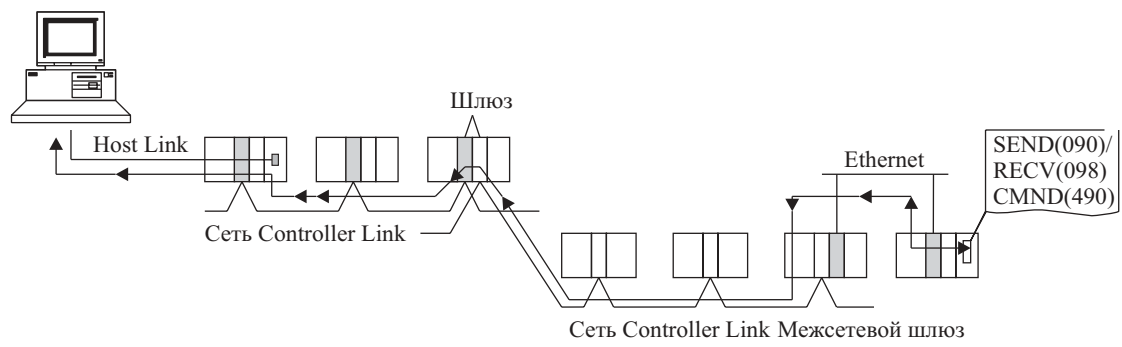 Шлюз
Host Link
Ethernet
SEND(090)/
RECV(098)
CMND(490)
Сеть Controller Link
Сеть Controller Link Межсетевой шлюз